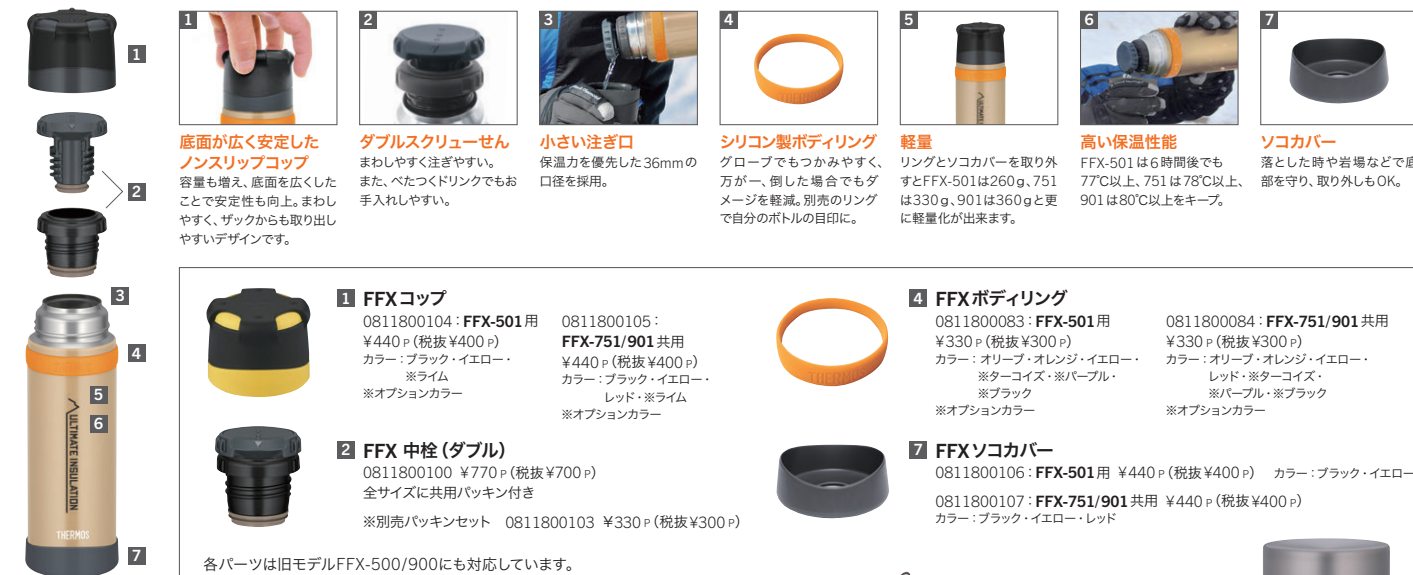 1
2
3
4
5
6
ULTIMATE INSULATION
THERMOS
7
1
底面が広く安定した
ノンスリップコップ
容量も増え、底面を広くした
ことで安定性も向上。まわし
やすく、ザックからも取り出し
やすいデザインです。
2
ダブルスクリューせん
まわしやすく注ぎやすい。
また、べたつくドリンクでもお
手入れしやすい。
3
小さい注ぎ口
保温力を優先した36mmの
口径を採用。
4
THERMOS
シリコン製ボディリング
グローブでもつかみやすく、
万が一、倒した場合でもダ
メージを軽減。別売のリング
で自分のボトルの目印に。
5
軽量
リングとソコカバーを取り外
すとFFX-501は260g、751
は330g、901は360gと更
に軽量化が出来ます。
6
高い保温性能
FFX-501は6時間後でも
77℃以上、751は78℃以上、
901は80℃以上をキープ。
7
ソコカバー
落とした時や岩場などで底
部を守り、取り外しもOK。
1 FFXコップ
0811800104：FFX-501用
¥440 P（税抜¥400 P）
カラー：ブラック・イエロー・
※ライム
※オプションカラー
0811800105：
FFX-751/901共用
¥440 P（税抜¥400 P）
カラー：ブラック・イエロー・
レッド・※ライム
※オプションカラー
2 FFX 中栓（ダブル）
0811800100 ¥770 P（税抜¥700 P）
全サイズに共用パッキン付き
※別売パッキンセット 0811800103 ¥330 P（税抜¥300 P）
THERMOS
4 FFXボディリング
0811800083：FFX-501用
¥330 P（税抜¥300 P）
カラー：オリーブ・オレンジ・イエロー・
※ターコイズ・※パープル・
※ブラック
※オプションカラー
0811800084：FFX-751/901共用
¥330 P（税抜¥300 P）
カラー：オリーブ・オレンジ・イエロー・
レッド・※ターコイズ・
※パープル・※ブラック
※オプションカラー
7 FFXソコカバー
0811800106：FFX-501用 ¥440 P（税抜¥400 P） カラー：ブラック・イエロー
0811800107：FFX-751/901共用 ¥440 P（税抜¥400 P）
カラー：ブラック・イエロー・レッド
各パーツは旧モデルFFX-500/900にも対応しています。